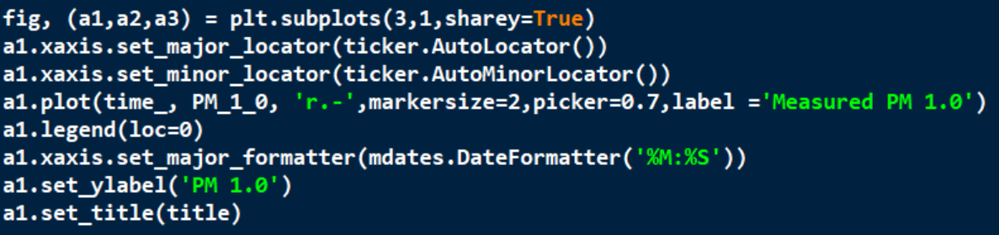 fig, (a1,a2,a3) = plt.subplots(3,1,sharey=True)
a1.xaxis.set_major_locator(ticker.AutoLocator())
a1.xaxis.set_minor_locator(ticker.AutoMinorLocator())
a1.plot(time_, PM_1_0, 'r.-',markersize=2,picker=0.7,label ='Measured PM 1.0')
a1.legend(loc=0)
a1.xaxis.set_major_formatter(mdates.DateFormatter('%M:%S'))
a1.set_ylabel('PM 1.0')
a1.set_title(title)